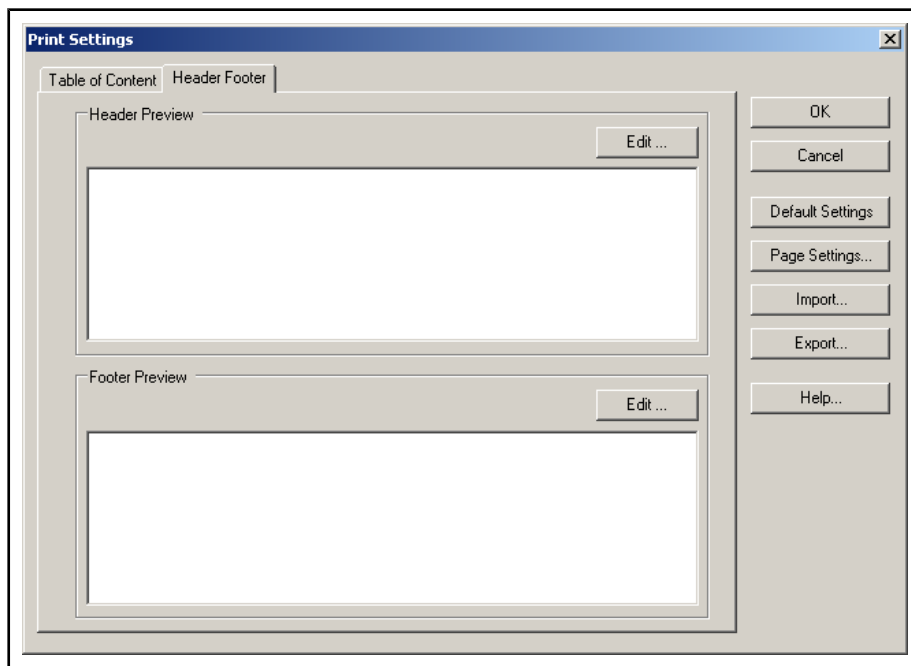 Print Settings
Table of Content
Header Footer
Header Preview
Edit ...
Footer Preview
Edit ...
OK
Cancel
Default Settings
Page Settings...
Import...
Export...
Help...